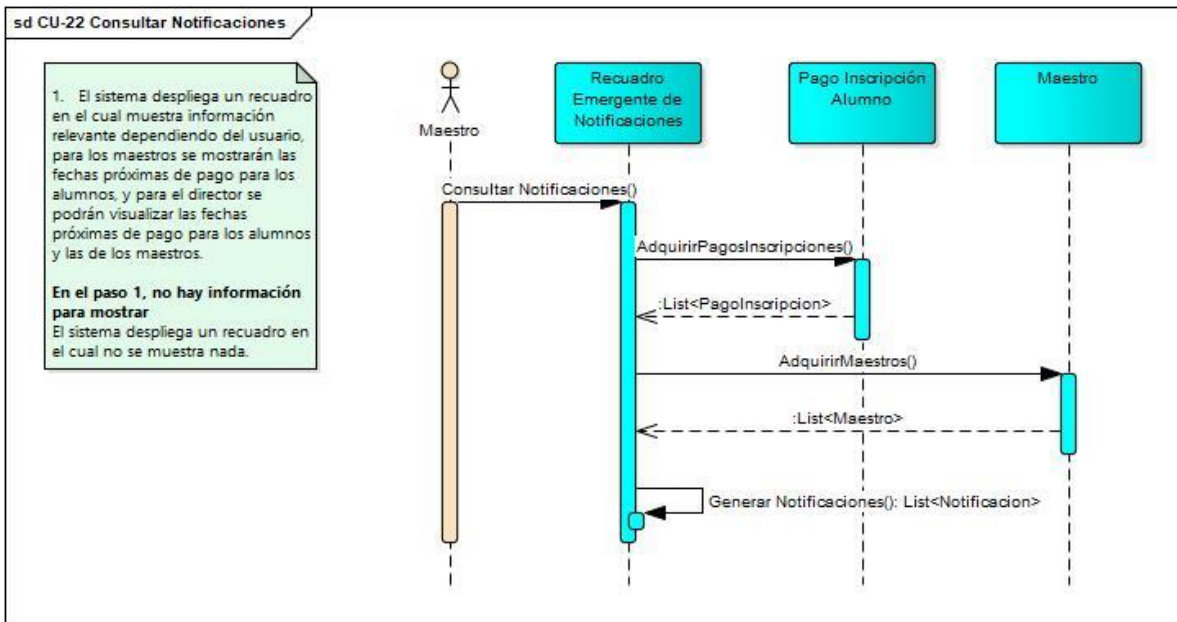 sd CU-22 Consultar Notificaciones
1. El sistema despliega un recuadro
en el cual muestra información
relevante dependiendo del usuario,
para los maestros se mostrarán las
fechas próximas de pago para los
alumnos, y para el director se
podrán visualizar las fechas
próximas de pago para los alumnos
y las de los maestros.
En el paso 1, no hay información
para mostrar
El sistema despliega un recuadro en
el cual no se muestra nada.
Maestro
Recuadro
Emergente de
Notificaciones
Pago Inscripción
Alumno
Maestro
Consultar Notificaciones()
AdquirirPagosInscripciones()
:List<PagoInscripcion>
AdquirirMaestros()
:List<Maestro>
Generar Notificaciones(): List<Notificacion>